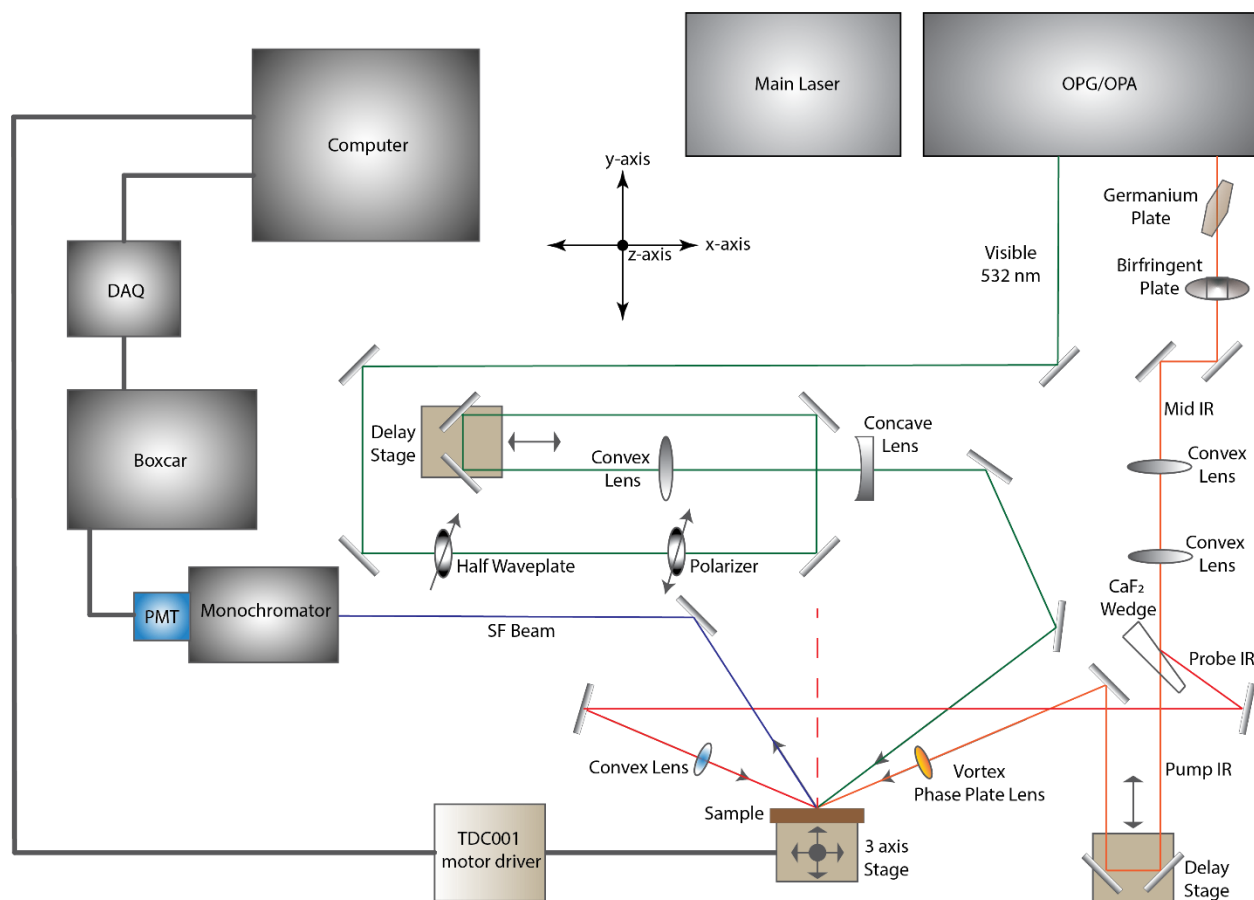 Main Laser
OPG/OPA
Computer
y-axis
x-axis
z-axis
Germanium
Plate
Visible
532 nm
Birfringent
Plate
DAQ
Mid IR
Delay
Stage
Convex
Lens
Concave
Lens
Convex
Lens
Boxcar
Half Waveplate
Polarizer
Convex
Lens
CaF₂
Wedge
PMT
Monochromator
SF Beam
Probe IR
Convex Lens
Vortex
Phase Plate Lens
Pump IR
Sample
TDC001
motor driver
3 axis
Stage
Delay
Stage